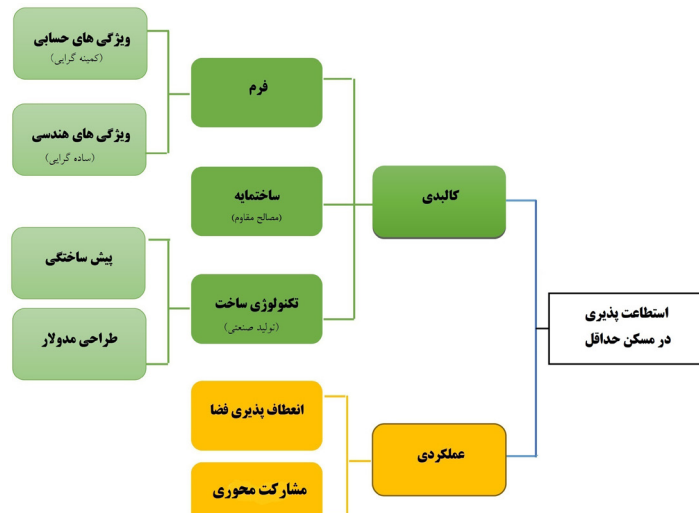 استطاعت پذیری
در مسکن حداقل
کالبدی
فرم
ویژگی های حسابی
(کمینه گرایی)
ویژگی های هندسی
(ساده گرایی)
ساختمایه
(مصالح مقاوم)
تکنولوژی ساخت
(تولید صنعتی)
پیش ساختگی
طراحی مدولار
عملکردی
انعطاف پذیری فضا
مشارکت محوری